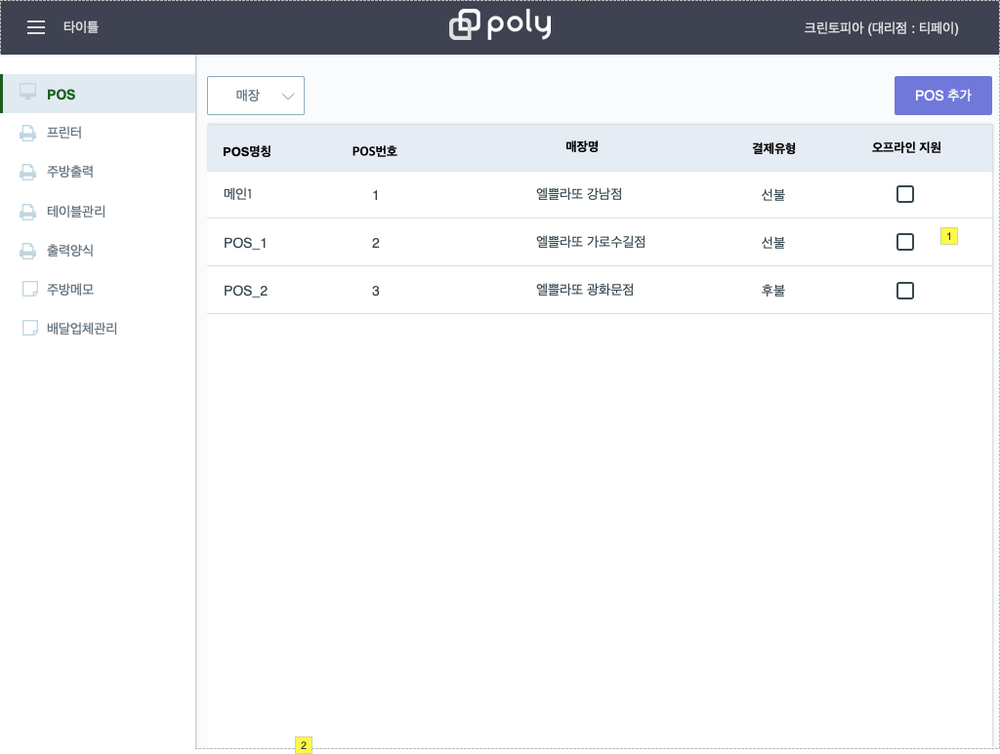 타이틀
poly
크린토피아 (대리점 : 티페이)
POS
프린터
주방출력
테이블관리
출력양식
주방메모
배달업체관리
매장
POS 추가
POS명칭 POS번호 매장명 결제유형 오프라인 지원
메인1 1 엘쁠라또 강남점 선불
POS_1 2 엘쁠라또 가로수길점 선불 1
POS_2 3 엘쁠라또 광화문점 후불
2